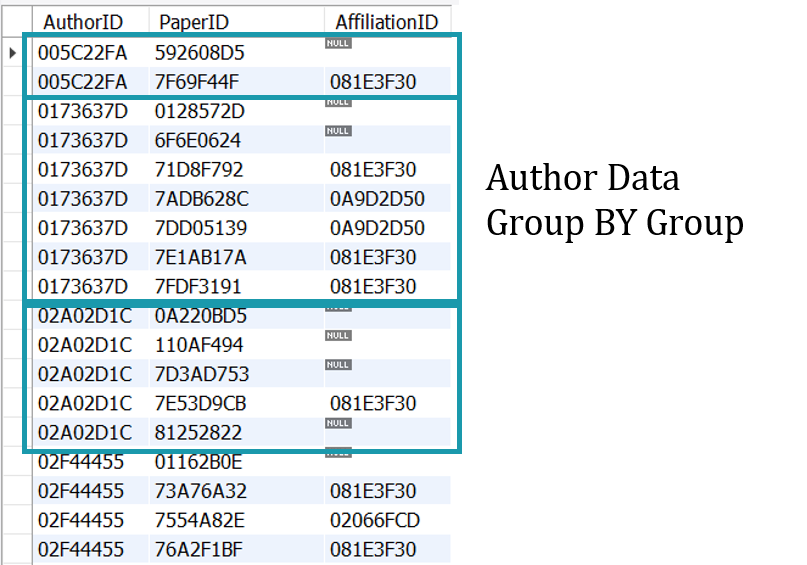 AuthorID PaperID AffiliationID
005C22FA 592608D5 NULL
005C22FA 7F69F44F 081E3F30
0173637D 0128572D NULL
0173637D 6F6E0624 NULL
0173637D 71D8F792 081E3F30
0173637D 7ADB628C 0A9D2D50
0173637D 7DD05139 0A9D2D50
0173637D 7E1AB17A 081E3F30
0173637D 7FDF3191 081E3F30
02A02D1C 0A220BD5 NULL
02A02D1C 110AF494 NULL
02A02D1C 7D3AD753 NULL
02A02D1C 7E53D9CB 081E3F30
02A02D1C 81252822 NULL
02F44455 01162B0E NULL
02F44455 73A76A32 081E3F30
02F44455 7554A82E 02066FCD
02F44455 76A2F1BF 081E3F30
Author Data
Group BY Group